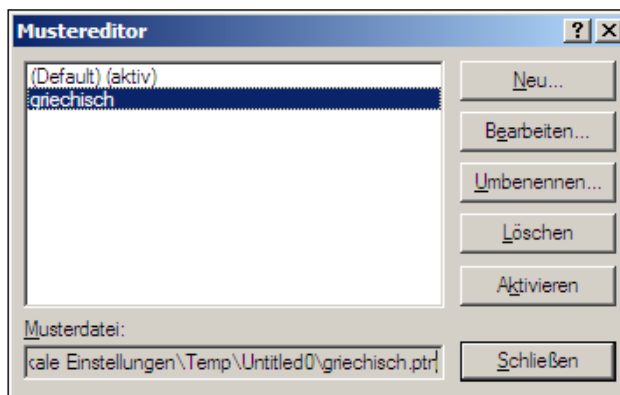 Mustereditor
(Default) (aktiv)
griechisch
Neu...
Bearbeiten...
Umbenennen...
Löschen
Aktivieren
Musterdatei:
kale Einstellungen\Temp\Untitled0\griechisch.ptn
Schließen